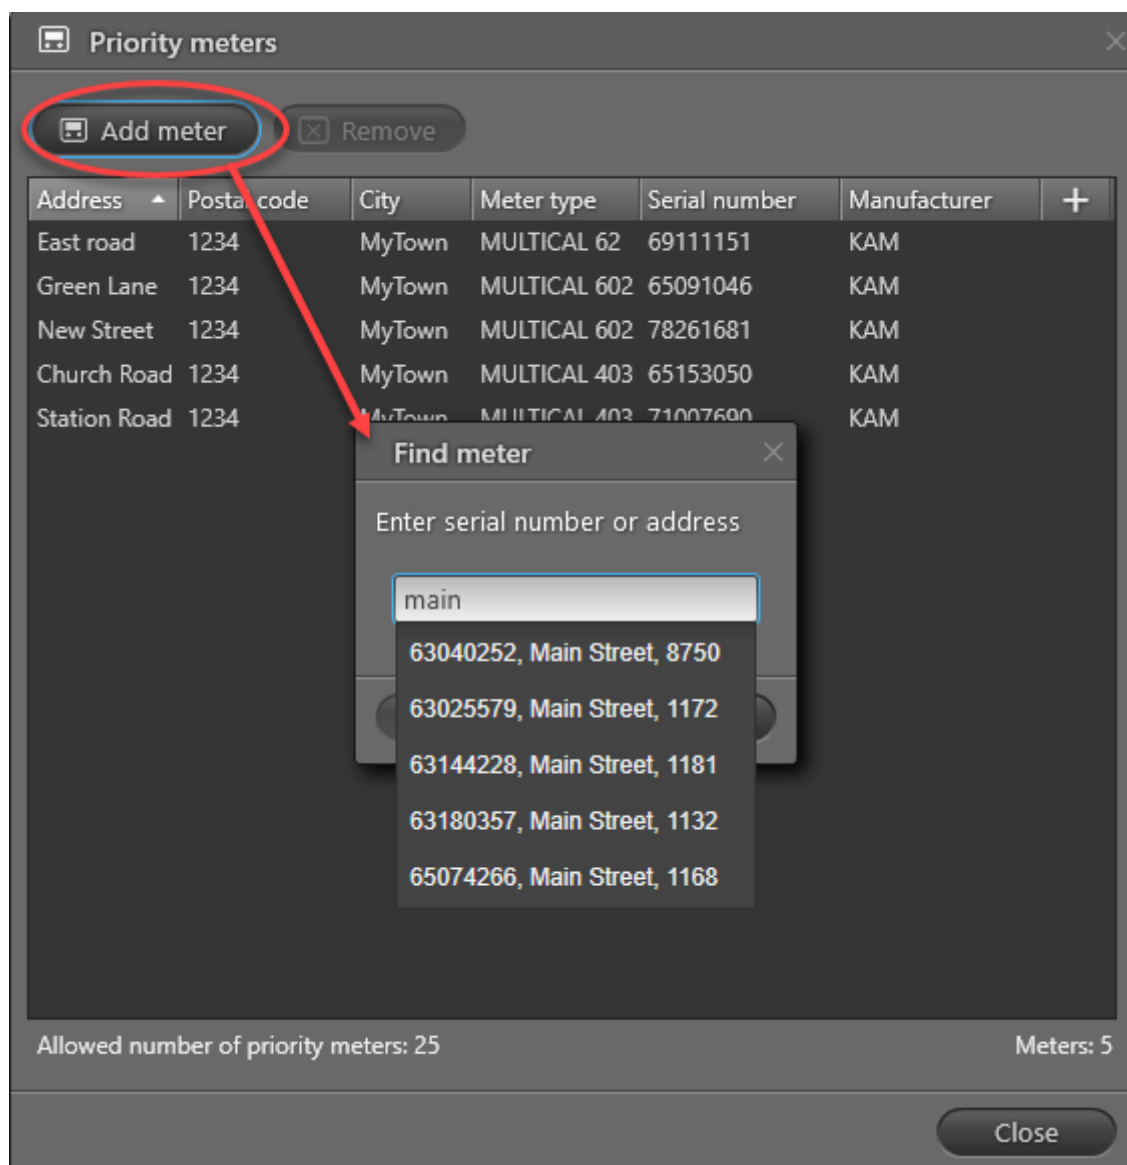 Priority meters
Add meter Remove
Address Postal code City Meter type Serial number Manufacturer +
East road 1234 MyTown MULTICAL 62 69111151 KAM
Green Lane 1234 MyTown MULTICAL 602 65091046 KAM
New Street 1234 MyTown MULTICAL 602 78261681 KAM
Church Road 1234 MyTown MULTICAL 403 65153050 KAM
Station Road 1234 MyTown MULTICAL 403 71007690 KAM
Find meter
Enter serial number or address
main
63040252, Main Street, 8750
63025579, Main Street, 1172
63144228, Main Street, 1181
63180357, Main Street, 1132
65074266, Main Street, 1168
Allowed number of priority meters: 25 Meters: 5
Close